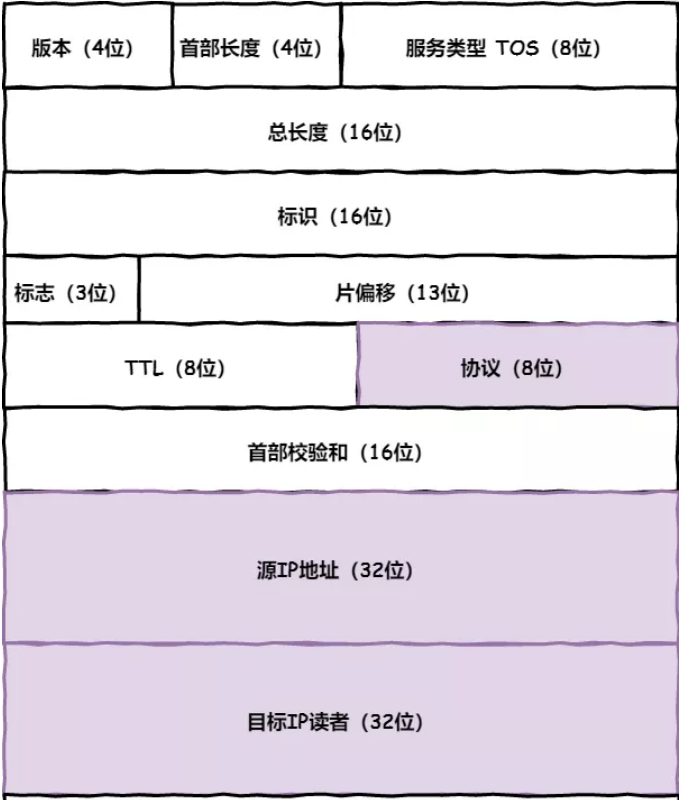 版本（4位） 首部长度（4位） 服务类型 TOS（8位）
总长度（16位）
标识（16位）
标志（3位） 片偏移（13位）
TTL（8位） 协议（8位）
首部校验和（16位）
源IP地址（32位）
目标IP读者（32位）